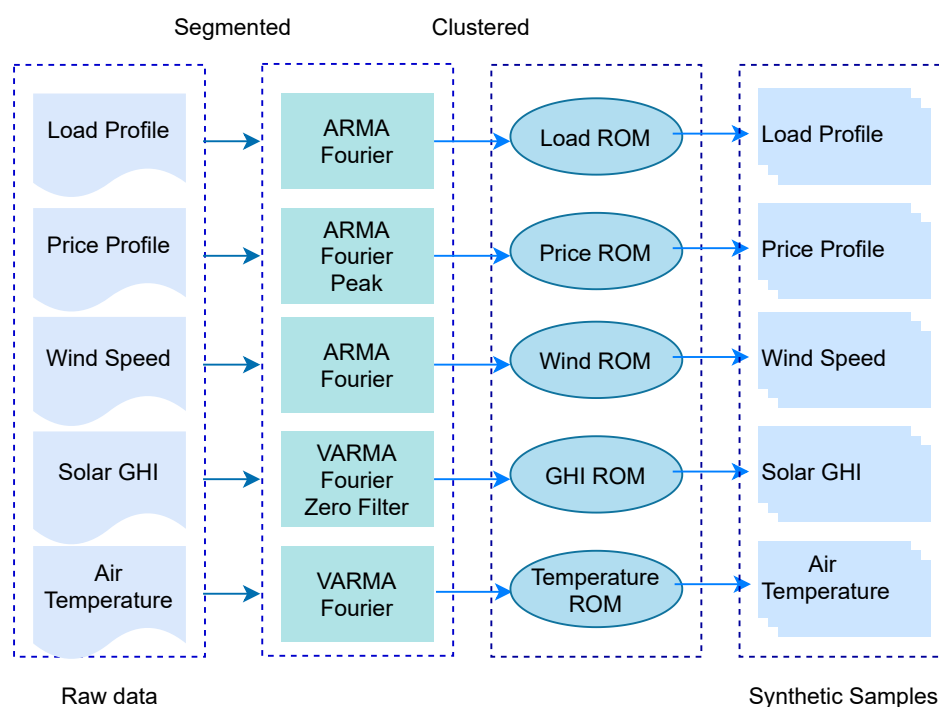 Segmented
Clustered
Load Profile
ARMA
Fourier
Load ROM
Load Profile
Price Profile
ARMA
Fourier
Peak
Price ROM
Price Profile
Wind Speed
ARMA
Fourier
Wind ROM
Wind Speed
Solar GHI
VARMA
Fourier
Zero Filter
GHI ROM
Solar GHI
Air
Temperature
VARMA
Fourier
Temperature
ROM
Air
Temperature
Raw data
Synthetic Samples